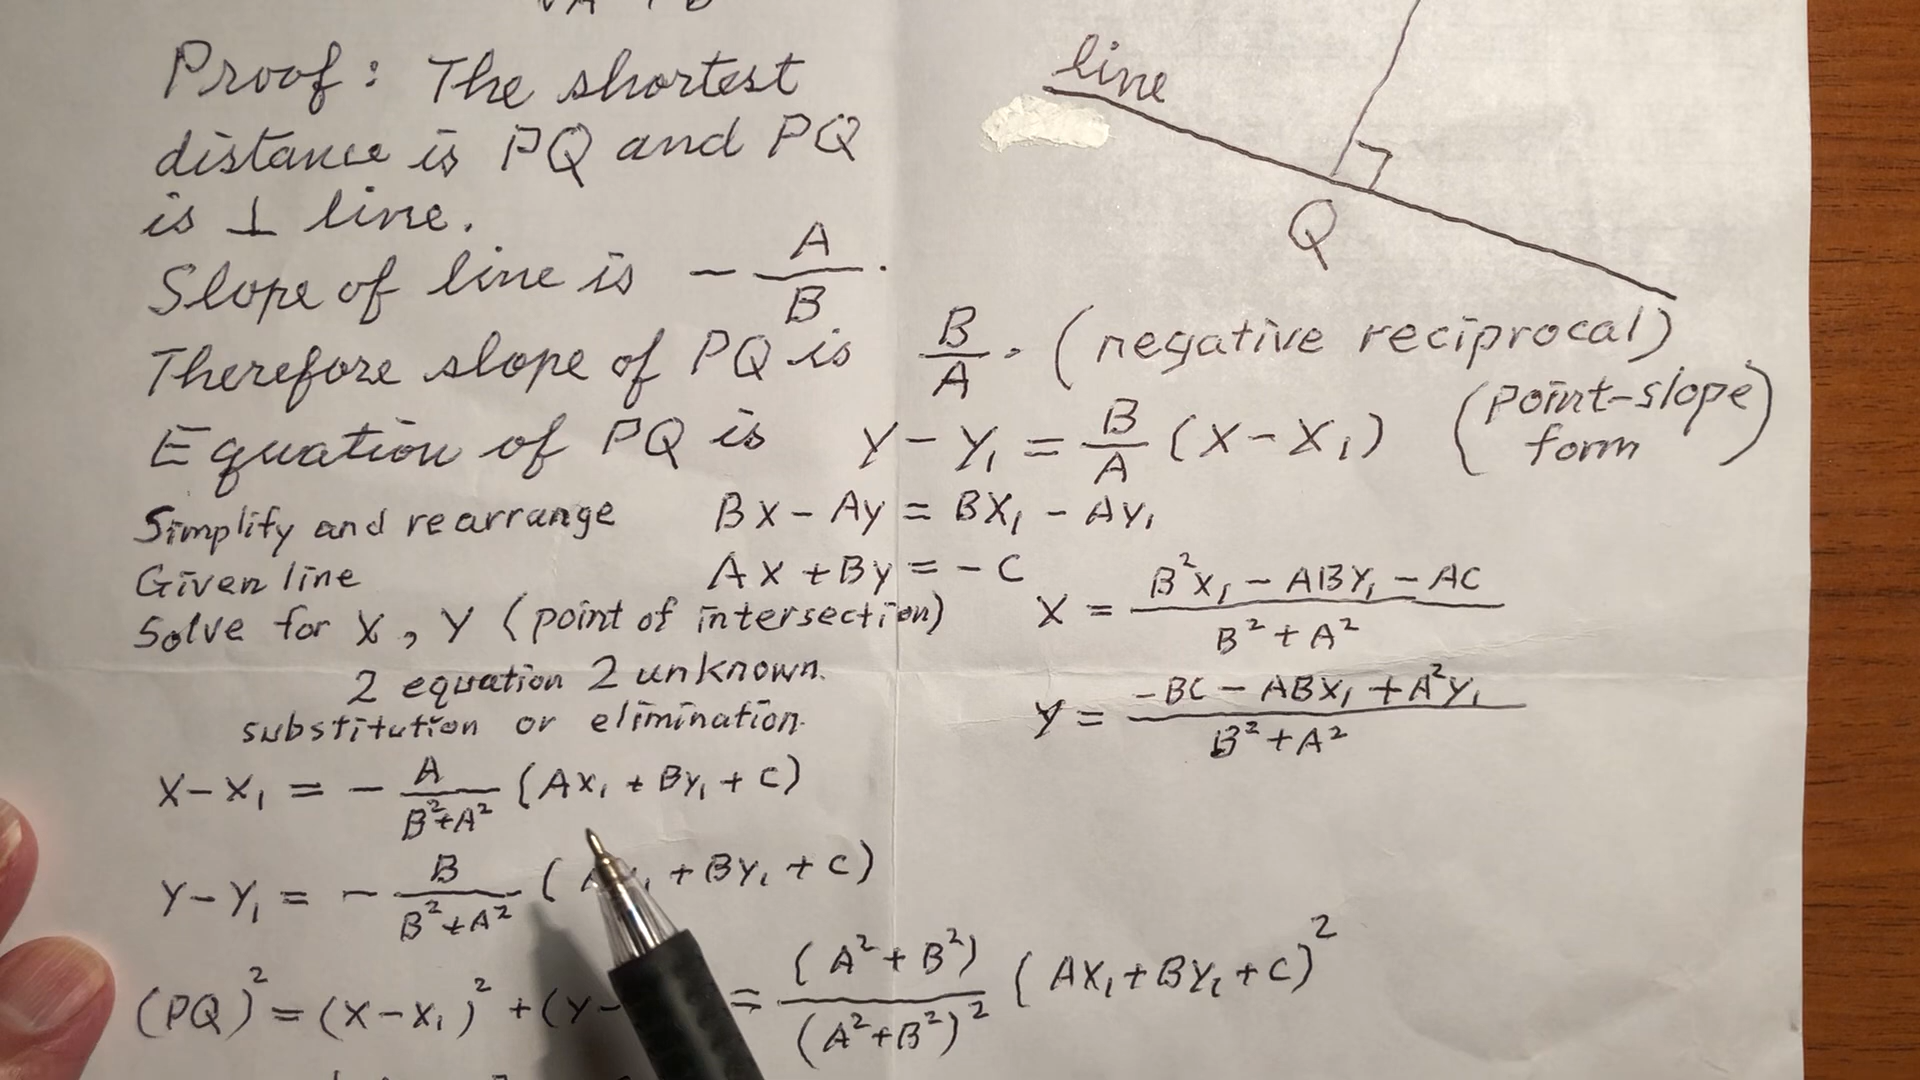 Proof: The shortest
distance is PQ and PQ
is ⊥ line.
line
Q
Slope of line is - A/B.
Therefore slope of PQ is B/A. (negative reciprocal)
Equation of PQ is Y - Y₁ = B/A (X - X₁) (point-slope form)
Simplify and rearrange BX - Ay = BX₁ - AY₁
Given line AX + By = - C
Solve for X, Y (point of intersection) X = (B²X₁ - ABY₁ - AC)/(B² + A²)
2 equation 2 unknown.
substitution or elimination. Y = (-BC - ABX₁ + A²Y₁)/(B² + A²)
X - X₁ = - A/(B² + A²) (AX₁ + BY₁ + C)
Y - Y₁ = - B/(B² + A²) ( + BY₁ + C)
(PQ)² = (X - X₁)² + (Y - = (A² + B²)/(A² + B²)² (AX₁ + BY₁ + C)²